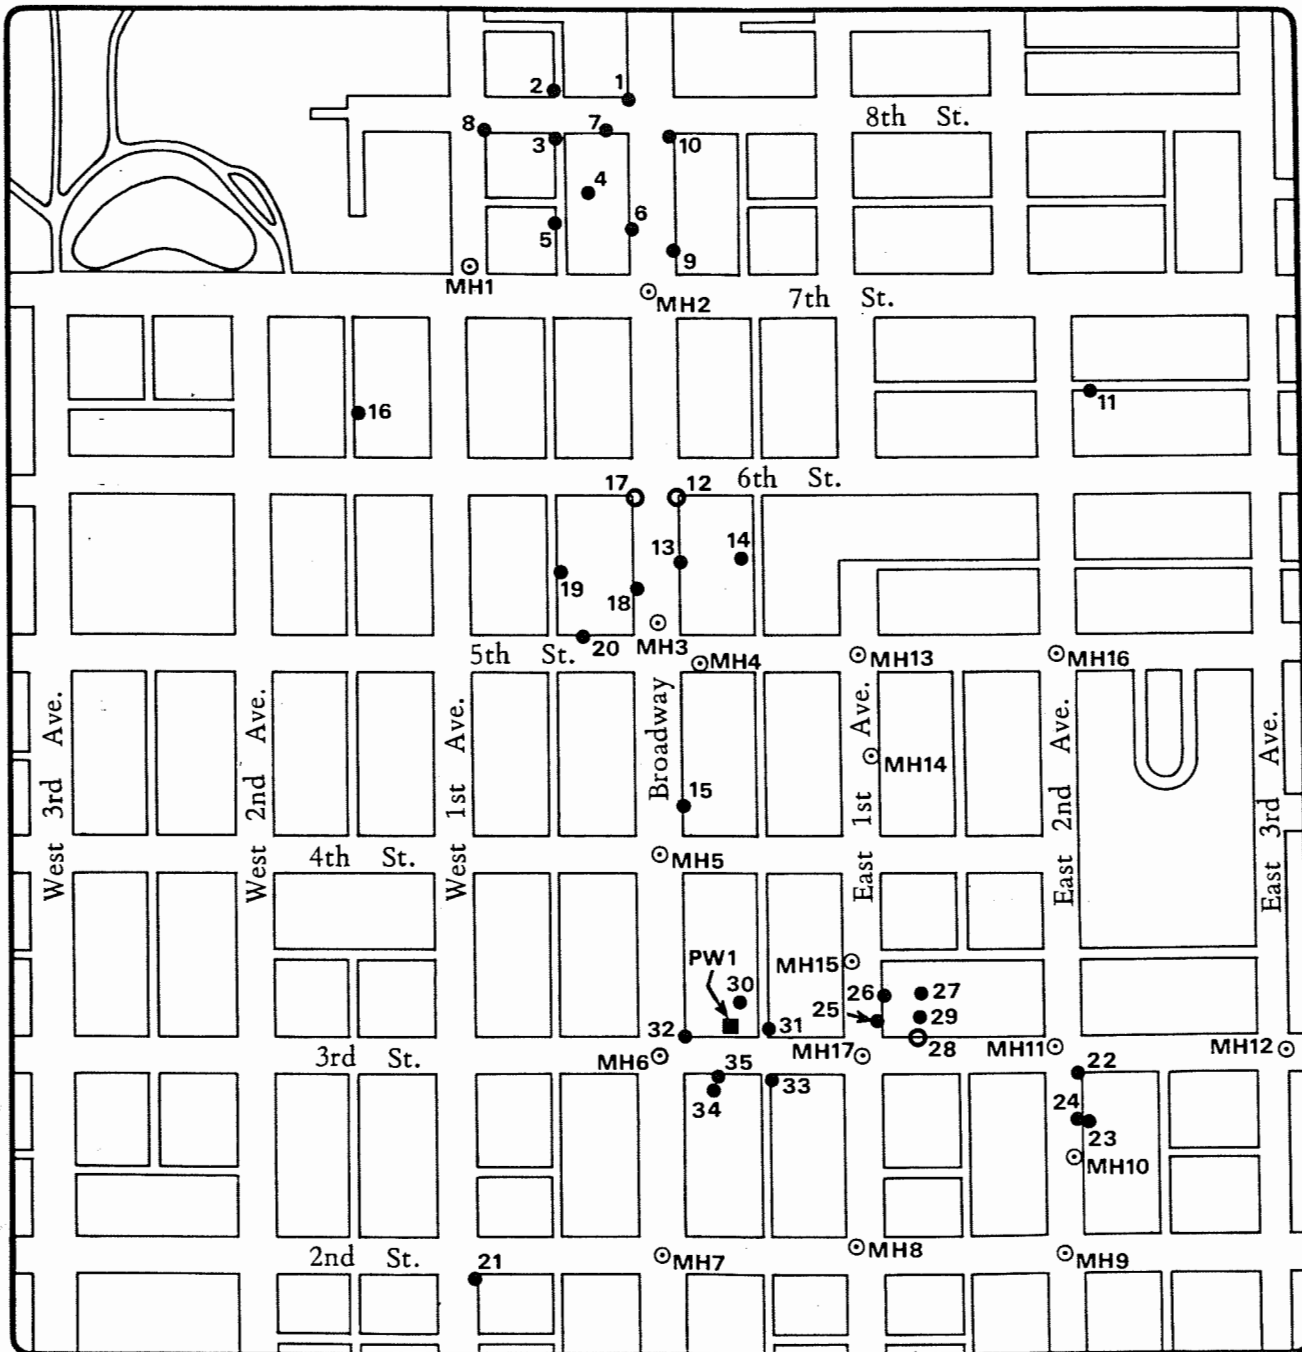 2
1
8th St.
8
7
3
10
4
6
5
9
MH1
MH2
7th St.
16
11
17
12
6th St.
13
14
19
18
MH3
20
5th St.
MH4
MH13
MH16
West 3rd Ave.
West 2nd Ave.
West 1st Ave.
Broadway
East 1st Ave.
East 2nd Ave.
East 3rd Ave.
MH14
15
4th St.
MH5
PW1
MH15
30
26
27
25
29
32
31
28
3rd St.
MH6
MH17
MH11
MH12
35
33
22
34
24
23
MH10
2nd St.
21
MH7
MH8
MH9